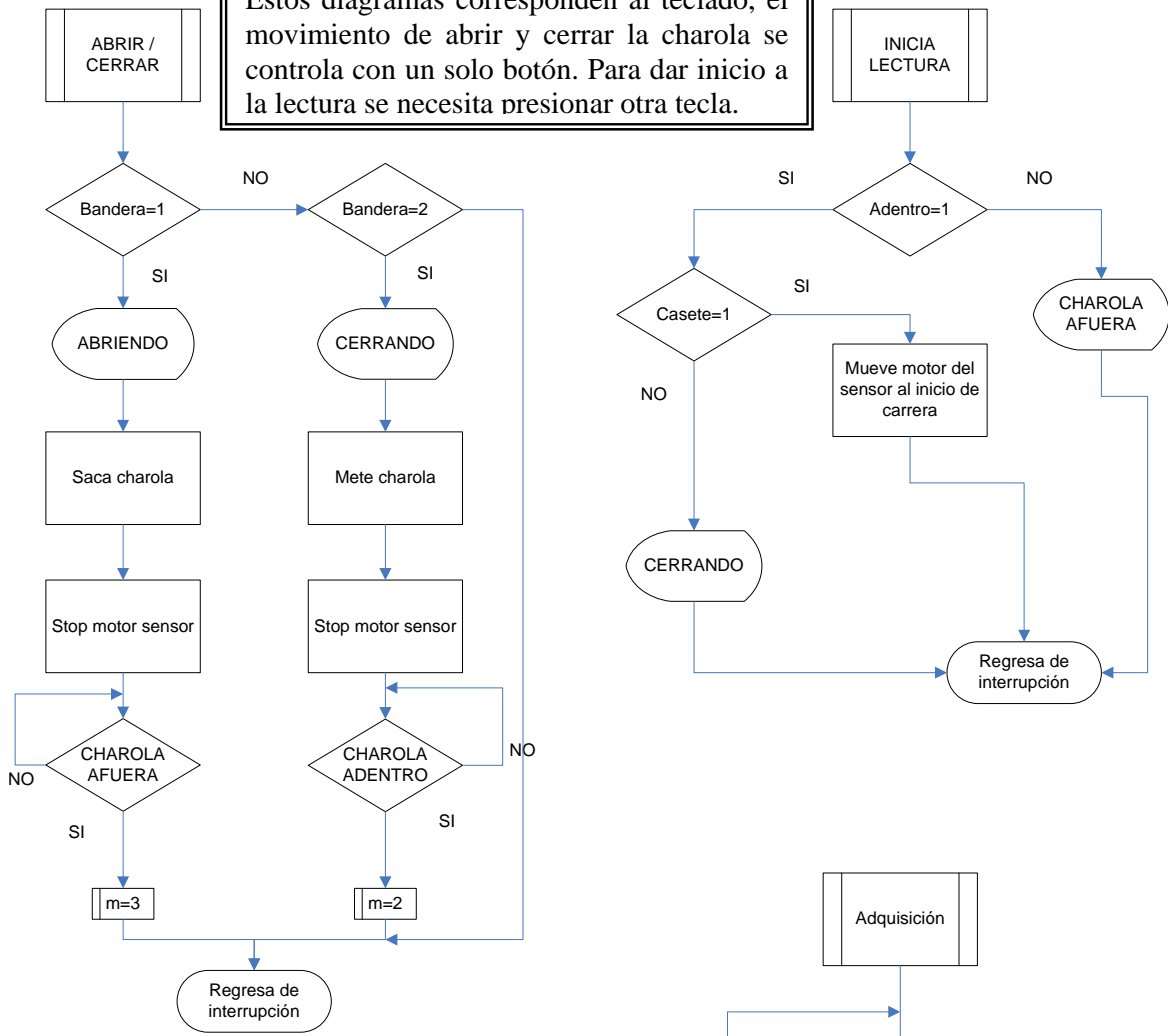 Estos diagramas corresponden al teclado, el
movimiento de abrir y cerrar la charola se
controla con un solo botón. Para dar inicio a
la lectura se necesita presionar otra tecla.
ABRIR /
CERRAR
Bandera=1
NO
Bandera=2
SI
SI
ABRIENDO
CERRANDO
Saca charola
Mete charola
Stop motor sensor
Stop motor sensor
CHAROLA
AFUERA
NO
SI
CHAROLA
ADENTRO
NO
SI
m=3
m=2
Regresa de
interrupción
INICIA
LECTURA
SI
NO
Adentro=1
Casete=1
SI
NO
CHAROLA
AFUERA
Mueve motor del
sensor al inicio de
carrera
CERRANDO
Regresa de
interrupción
Adquisición